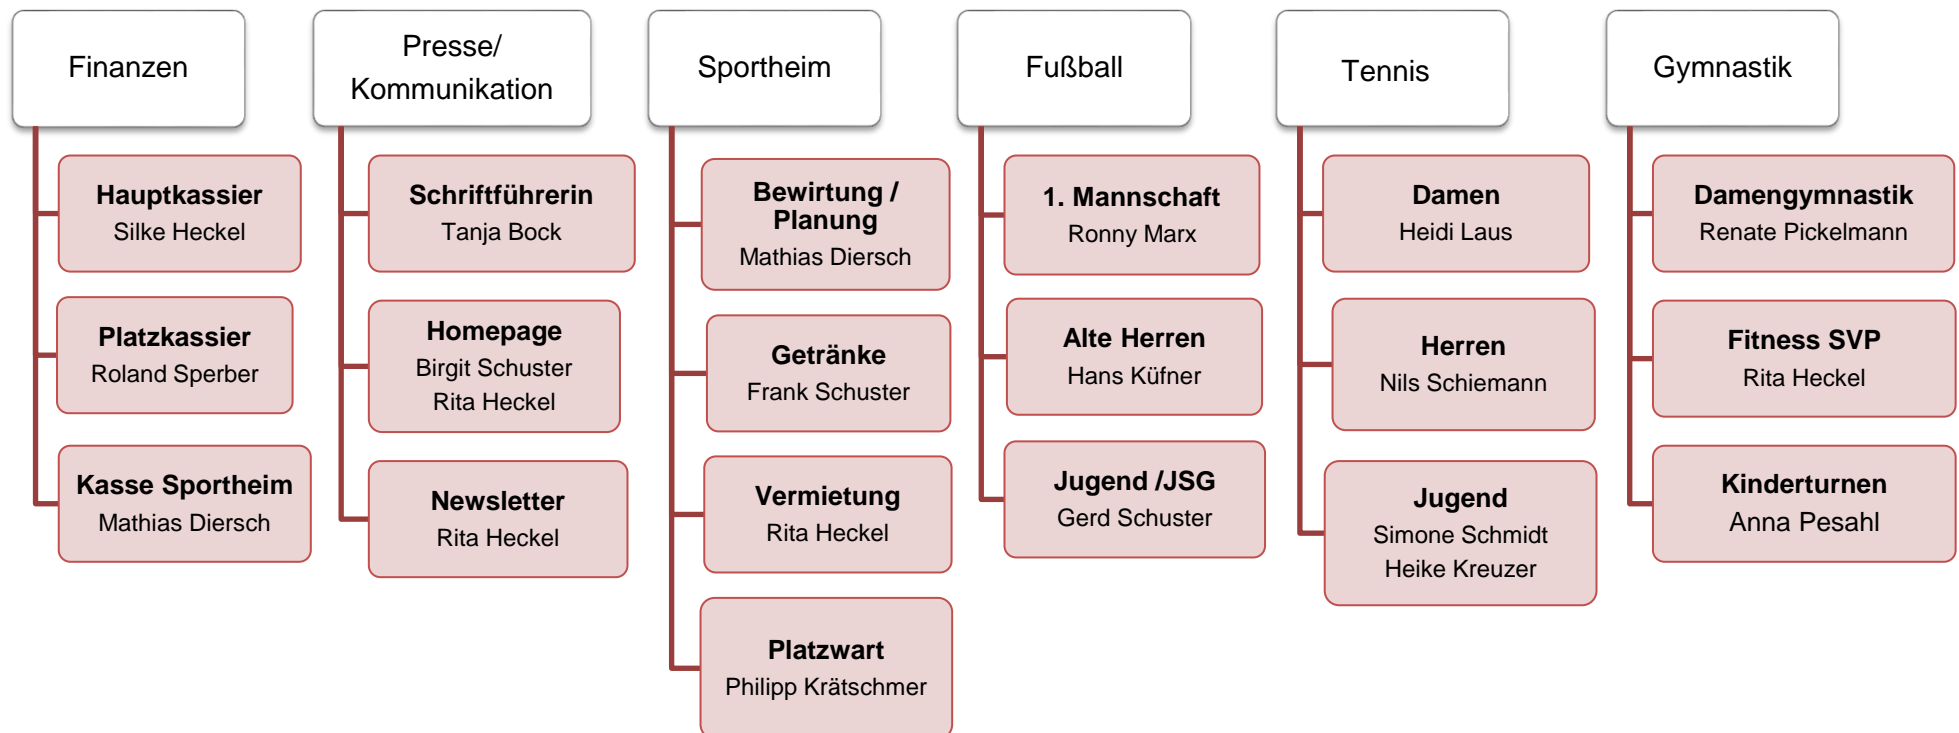 Finanzen
Hauptkassier
Silke Heckel
Platzkassier
Roland Sperber
Kasse Sportheim
Mathias Diersch
Presse/
Kommunikation
Schriftführerin
Tanja Bock
Homepage
Birgit Schuster
Rita Heckel
Newsletter
Rita Heckel
Sportheim
Bewirtung /
Planung
Mathias Diersch
Getränke
Frank Schuster
Vermietung
Rita Heckel
Platzwart
Philipp Krätschmer
Fußball
1. Mannschaft
Ronny Marx
Alte Herren
Hans Küfner
Jugend /JSG
Gerd Schuster
Tennis
Damen
Heidi Laus
Herren
Nils Schiemann
Jugend
Simone Schmidt
Heike Kreuzer
Gymnastik
Damengymnastik
Renate Pickelmann
Fitness SVP
Rita Heckel
Kinderturnen
Anna Pesahl